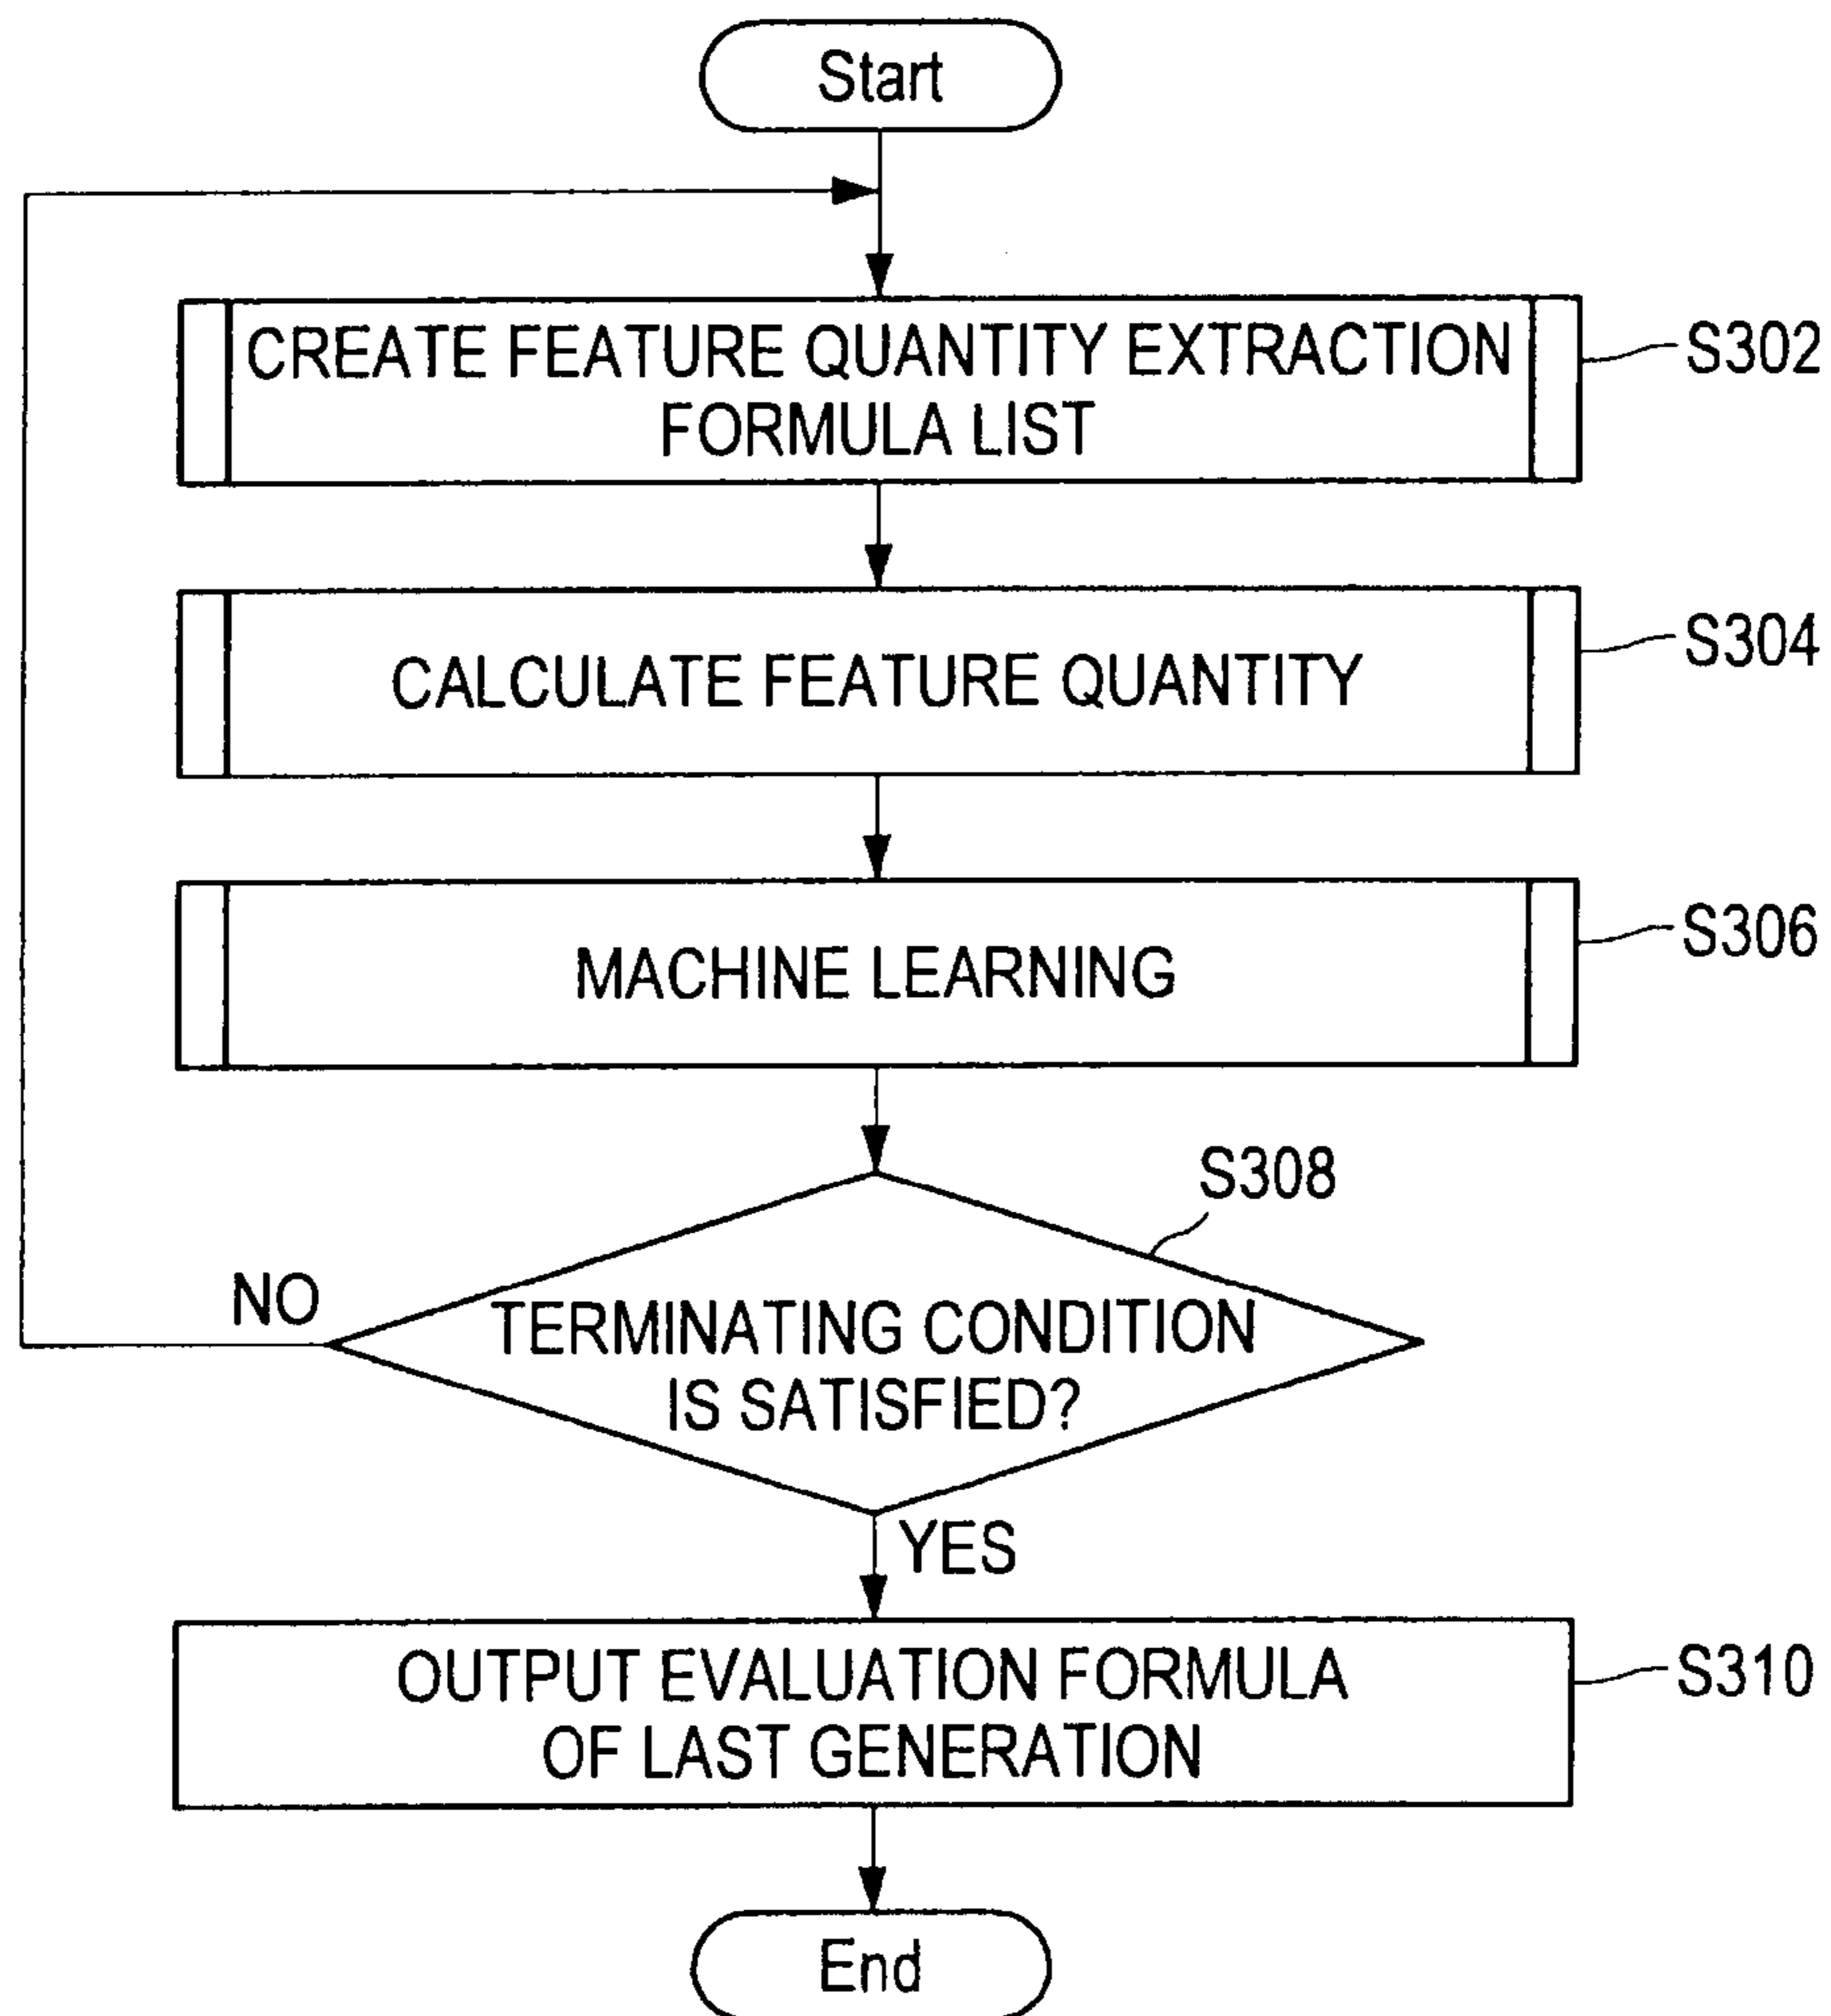 Start
CREATE FEATURE QUANTITY EXTRACTION
FORMULA LIST
S302
CALCULATE FEATURE QUANTITY
S304
MACHINE LEARNING
S306
S308
NO
TERMINATING CONDITION
IS SATISFIED?
YES
OUTPUT EVALUATION FORMULA
OF LAST GENERATION
S310
End